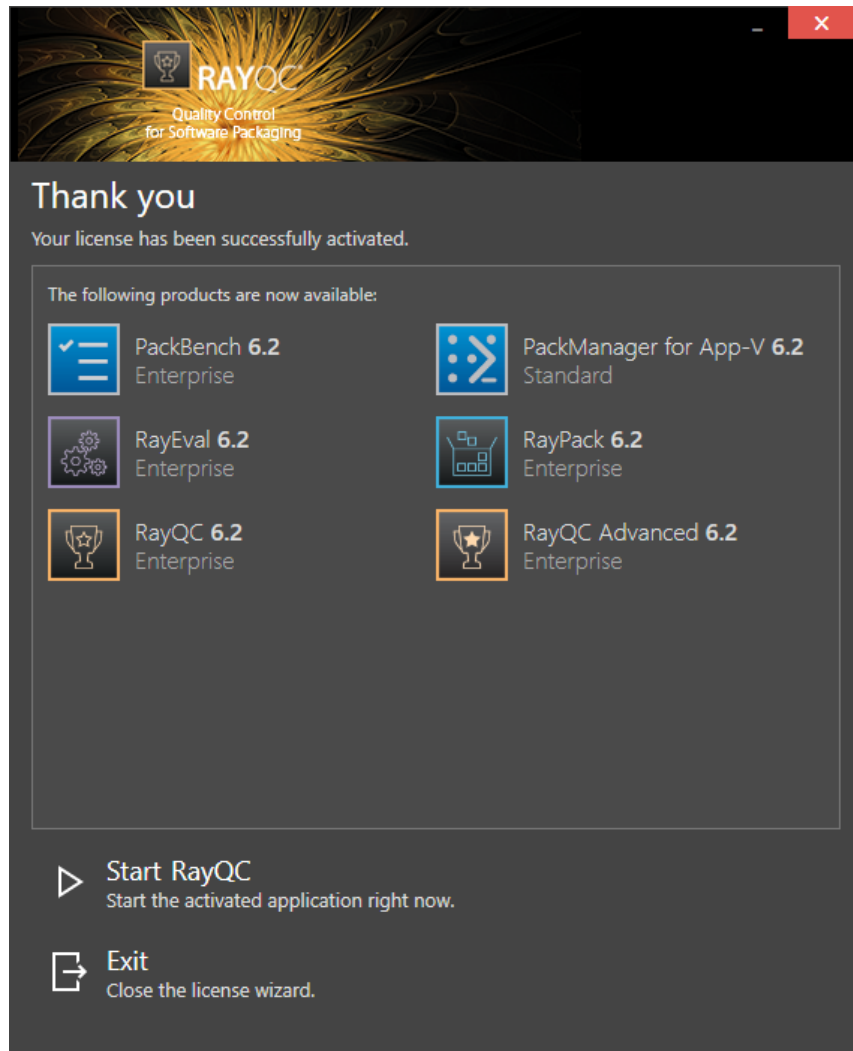 RAYQC
Quality Control
for Software Packaging
Thank you
Your license has been successfully activated.
The following products are now available:
PackBench 6.2
Enterprise
PackManager for App-V 6.2
Standard
RayEval 6.2
Enterprise
RayPack 6.2
Enterprise
RayQC 6.2
Enterprise
RayQC Advanced 6.2
Enterprise
Start RayQC
Start the activated application right now.
Exit
Close the license wizard.